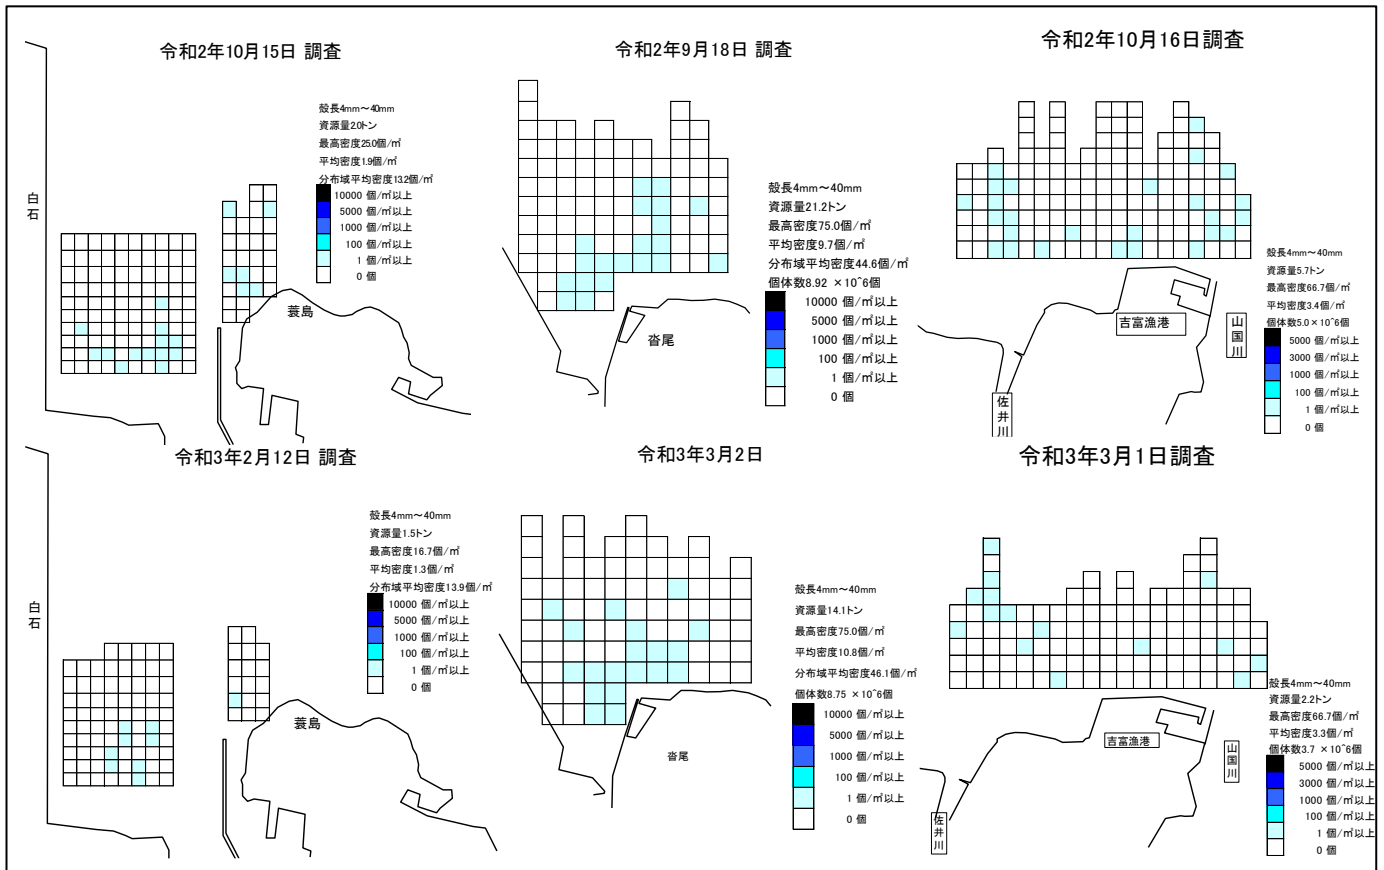 令和2年10月15日 調査
殻長4mm～40mm
資源量2.0トン
最高密度25.0個/㎡
平均密度1.9個/㎡
分布域平均密度13.2個/㎡
10000 個/㎡以上
5000 個/㎡以上
1000 個/㎡以上
100 個/㎡以上
1 個/㎡以上
0 個
白石
蓑島
令和2年9月18日 調査
殻長4mm～40mm
資源量21.2トン
最高密度75.0個/㎡
平均密度9.7個/㎡
分布域平均密度44.6個/㎡
個体数8.92 ×10^6個
10000 個/㎡以上
5000 個/㎡以上
1000 個/㎡以上
100 個/㎡以上
1 個/㎡以上
0 個
沓尾
令和2年10月16日調査
殻長4mm～40mm
資源量5.7トン
最高密度66.7個/㎡
平均密度3.4個/㎡
個体数5.0 ×10^6個
5000 個/㎡以上
3000 個/㎡以上
1000 個/㎡以上
100 個/㎡以上
1 個/㎡以上
0 個
吉富漁港
山国川
佐井川
令和3年2月12日 調査
殻長4mm～40mm
資源量1.5トン
最高密度16.7個/㎡
平均密度1.3個/㎡
分布域平均密度13.9個/㎡
10000 個/㎡以上
5000 個/㎡以上
1000 個/㎡以上
100 個/㎡以上
1 個/㎡以上
0 個
白石
蓑島
令和3年3月2日
殻長4mm～40mm
資源量14.1トン
最高密度75.0個/㎡
平均密度10.8個/㎡
分布域平均密度46.1個/㎡
個体数8.75 ×10^6個
10000 個/㎡以上
5000 個/㎡以上
1000 個/㎡以上
100 個/㎡以上
1 個/㎡以上
0 個
沓尾
令和3年3月1日調査
殻長4mm～40mm
資源量2.2トン
最高密度66.7個/㎡
平均密度3.3個/㎡
個体数3.7 ×10^6個
5000 個/㎡以上
3000 個/㎡以上
1000 個/㎡以上
100 個/㎡以上
1 個/㎡以上
0 個
吉富漁港
山国川
佐井川